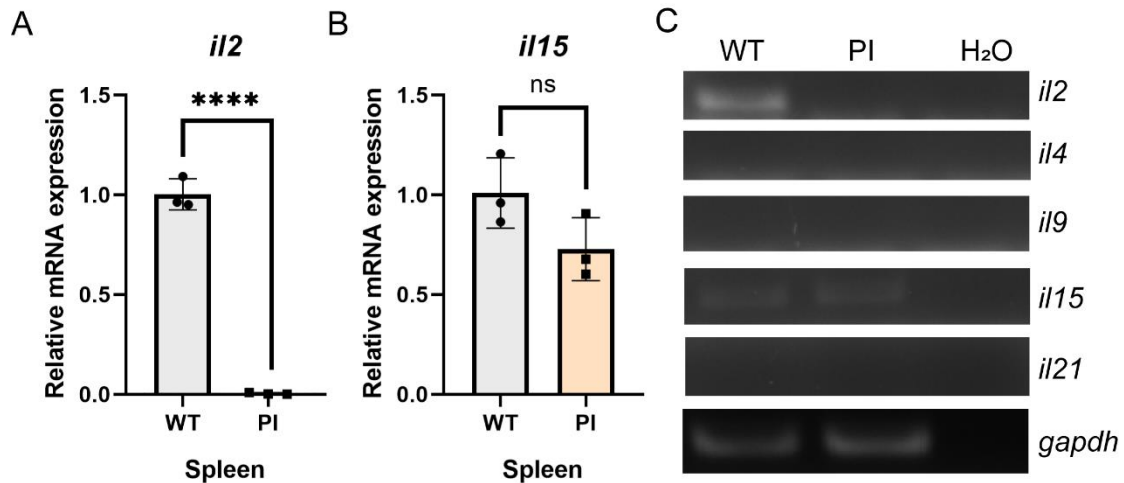 A
il2
****
Relative mRNA expression
1.5
1.0
0.5
0.0
WT
PI
Spleen
B
il15
ns
Relative mRNA expression
1.5
1.0
0.5
0.0
WT
PI
Spleen
C
WT PI H₂O
il2
il4
il9
il15
il21
gapdh